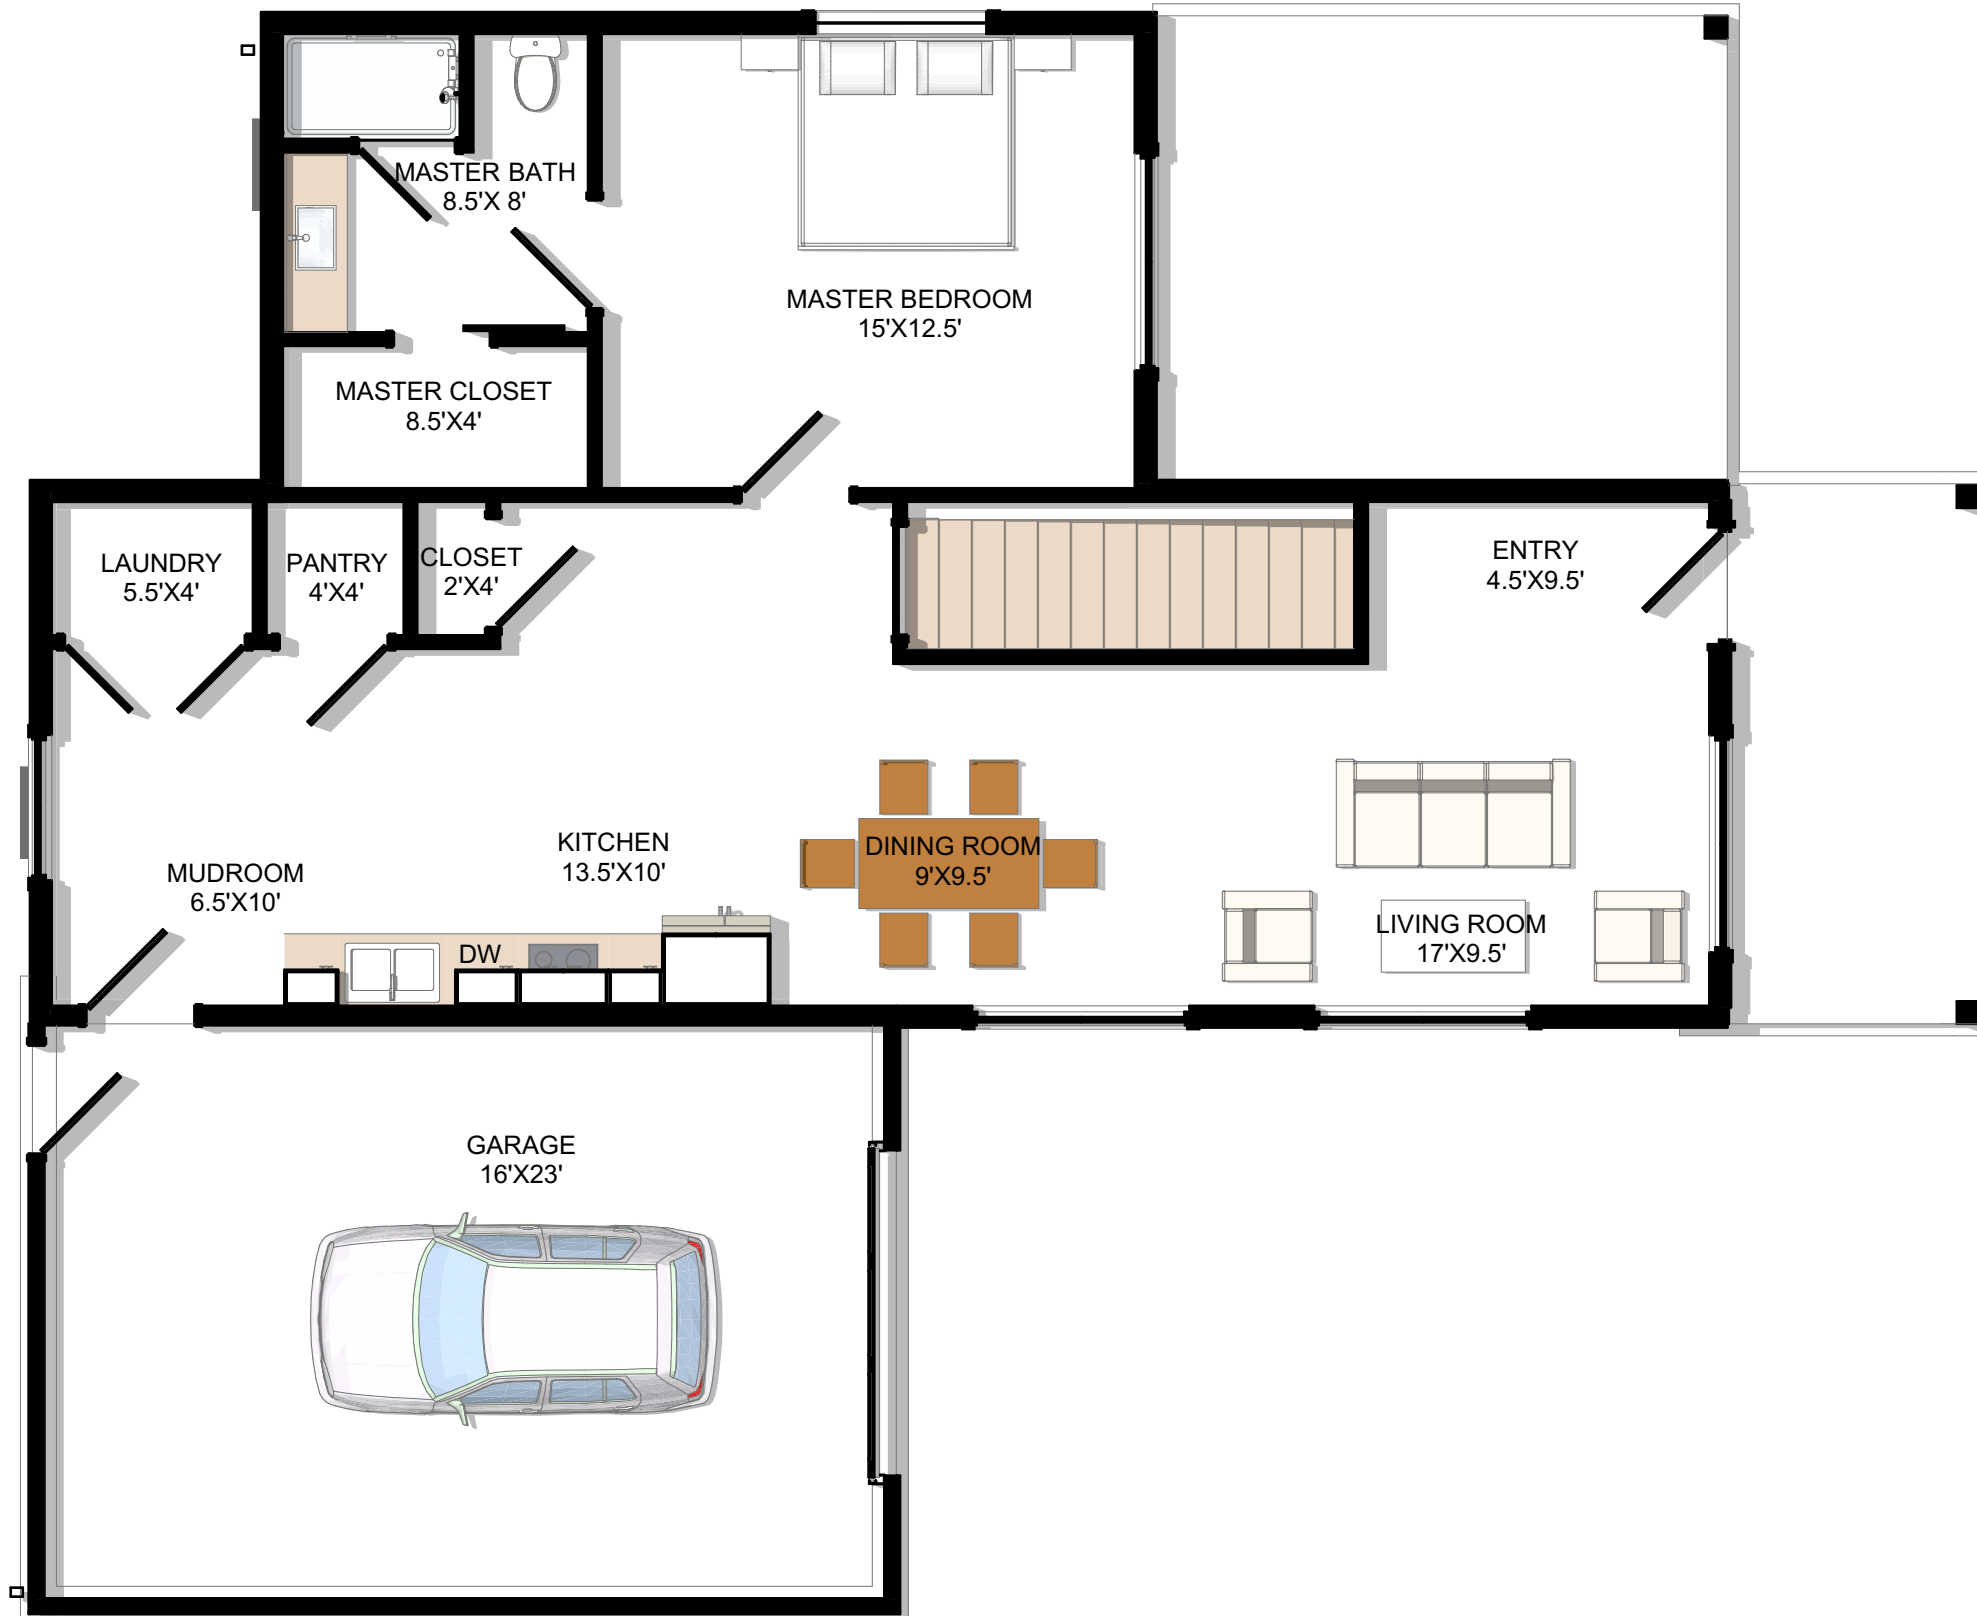 MASTER BATH
8.5'X 8'
MASTER BEDROOM
15'X12.5'
MASTER CLOSET
8.5'X4'
LAUNDRY
5.5'X4'
PANTRY
4'X4'
CLOSET
2'X4'
ENTRY
4.5'X9.5'
MUDROOM
6.5'X10'
KITCHEN
13.5'X10'
DINING ROOM
9'X9.5'
LIVING ROOM
17'X9.5'
DW
GARAGE
16'X23'